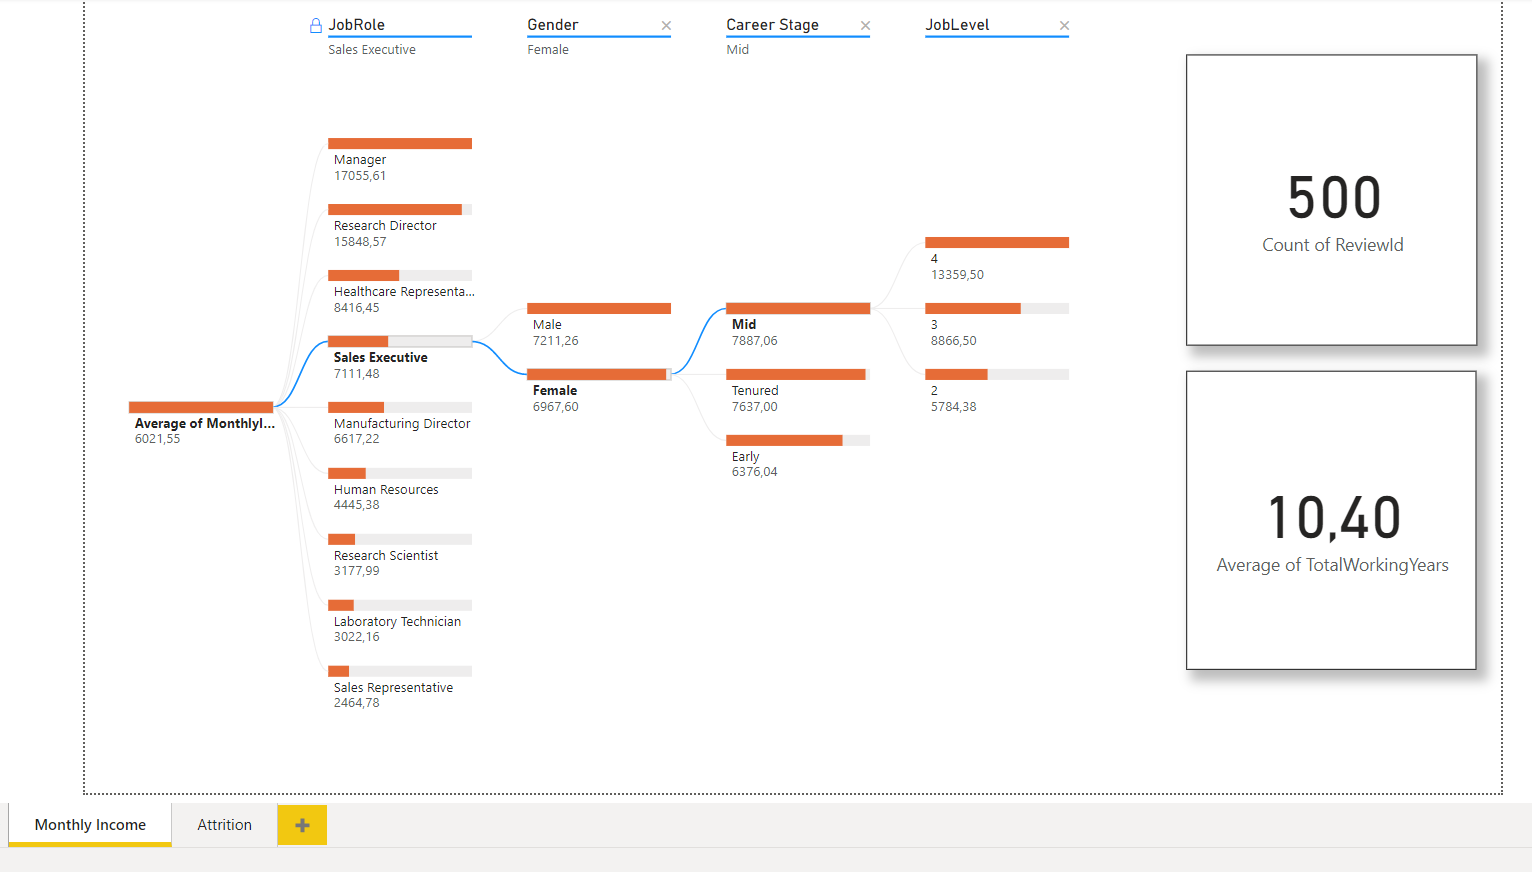 JobRole
Sales Executive
Gender
Female
Career Stage
Mid
JobLevel
Average of MonthlyI...
6021,55
Manager
17055,61
Research Director
15848,57
Healthcare Representa...
8416,45
Sales Executive
7111,48
Manufacturing Director
6617,22
Human Resources
4445,38
Research Scientist
3177,99
Laboratory Technician
3022,16
Sales Representative
2464,78
Male
7211,26
Female
6967,60
Mid
7887,06
Tenured
7637,00
Early
6376,04
4
13359,50
3
8866,50
2
5784,38
500
Count of ReviewId
10,40
Average of TotalWorkingYears
Monthly Income
Attrition